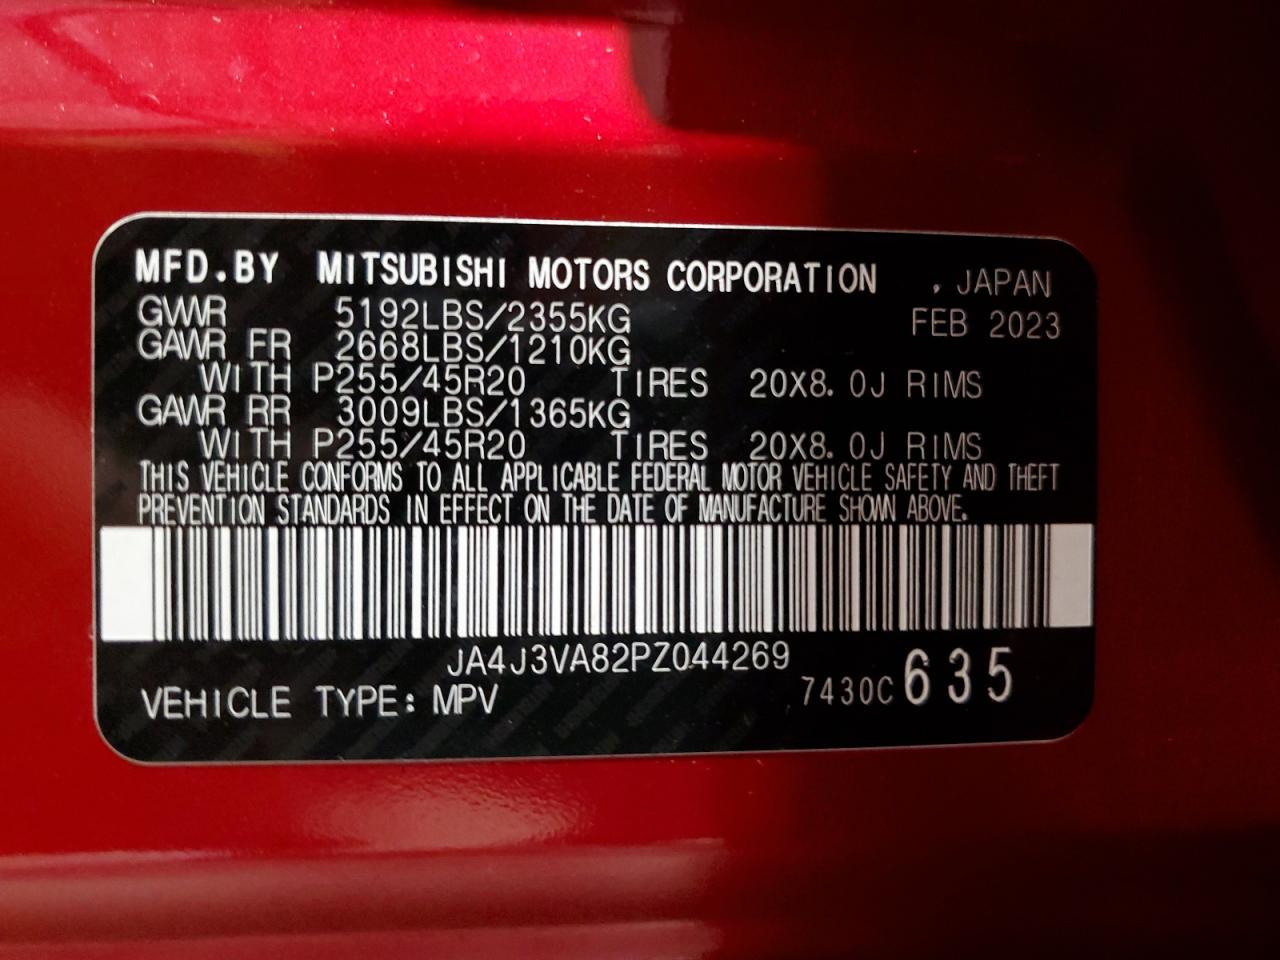 MFD.BY MITSUBISHI MOTORS CORPORATION , JAPAN
GVWR 5192LBS/2355KG FEB 2023
GAWR FR 2668LBS/1210KG
WITH P255/45R20 TIRES 20X8.0J RIMS
GAWR RR 3009LBS/1365KG
WITH P255/45R20 TIRES 20X8.0J RIMS
THIS VEHICLE CONFORMS TO ALL APPLICABLE FEDERAL MOTOR VEHICLE SAFETY AND THEFT
PREVENTION STANDARDS IN EFFECT ON THE DATE OF MANUFACTURE SHOWN ABOVE.
JA4J3VA82PZ044269
VEHICLE TYPE: MPV 7430C 635